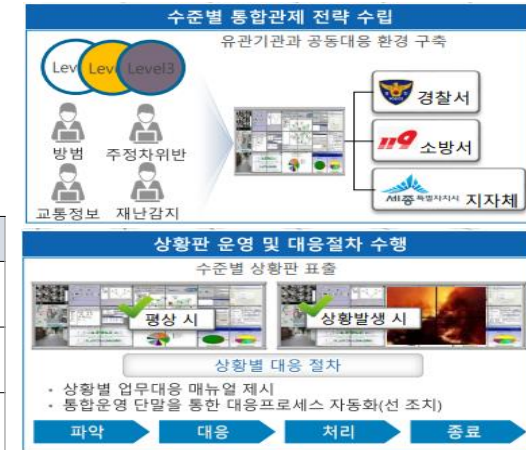 수준별 통합관제 전략 수립
유관기관과 공동대응 환경 구축
Lev Lev Level3
방범 주정차위반
교통정보 재난감지
경찰서
119 소방서
세종특별자치시 지자체
상황판 운영 및 대응절차 수행
수준별 상황판 표출
평상 시 상황발생 시
상황별 대응 절차
- 상황별 업무대응 매뉴얼 제시
- 통합운영 단말을 통한 대응프로세스 자동화(선 조치)
파악 대응 처리 종료